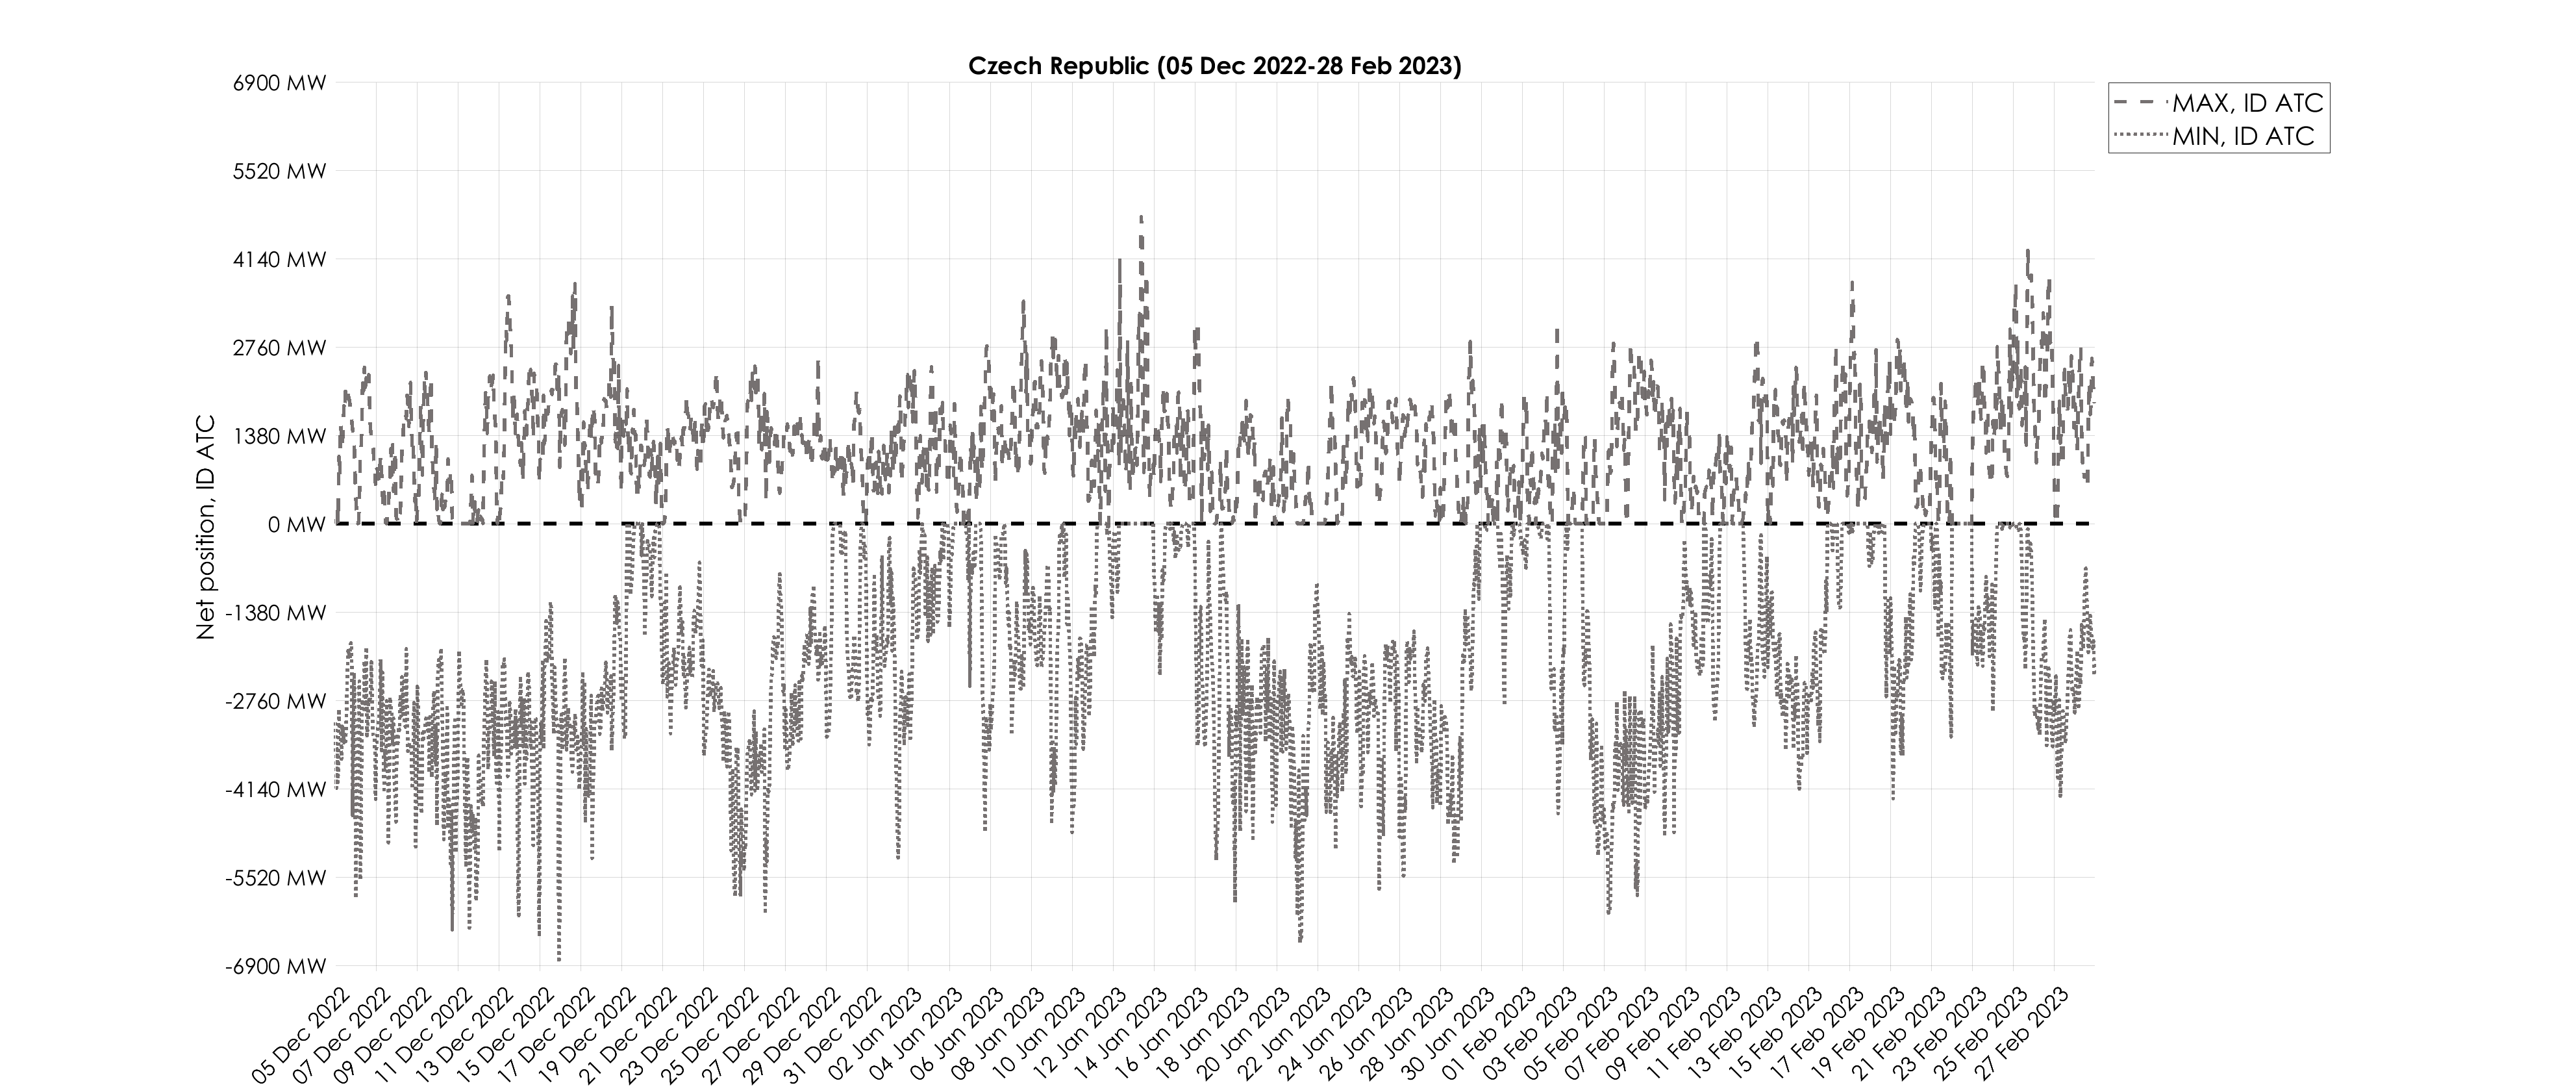 Czech Republic (05 Dec 2022-28 Feb 2023)
6900 MW
5520 MW
4140 MW
2760 MW
1380 MW
0 MW
-1380 MW
-2760 MW
-4140 MW
-5520 MW
-6900 MW
Net position, ID ATC
MAX, ID ATC
MIN, ID ATC
05 Dec 2022
07 Dec 2022
09 Dec 2022
11 Dec 2022
13 Dec 2022
15 Dec 2022
17 Dec 2022
19 Dec 2022
21 Dec 2022
23 Dec 2022
25 Dec 2022
27 Dec 2022
29 Dec 2022
31 Dec 2022
02 Jan 2023
04 Jan 2023
06 Jan 2023
08 Jan 2023
10 Jan 2023
12 Jan 2023
14 Jan 2023
16 Jan 2023
18 Jan 2023
20 Jan 2023
22 Jan 2023
24 Jan 2023
26 Jan 2023
28 Jan 2023
30 Jan 2023
01 Feb 2023
03 Feb 2023
05 Feb 2023
07 Feb 2023
09 Feb 2023
11 Feb 2023
13 Feb 2023
15 Feb 2023
17 Feb 2023
19 Feb 2023
21 Feb 2023
23 Feb 2023
25 Feb 2023
27 Feb 2023